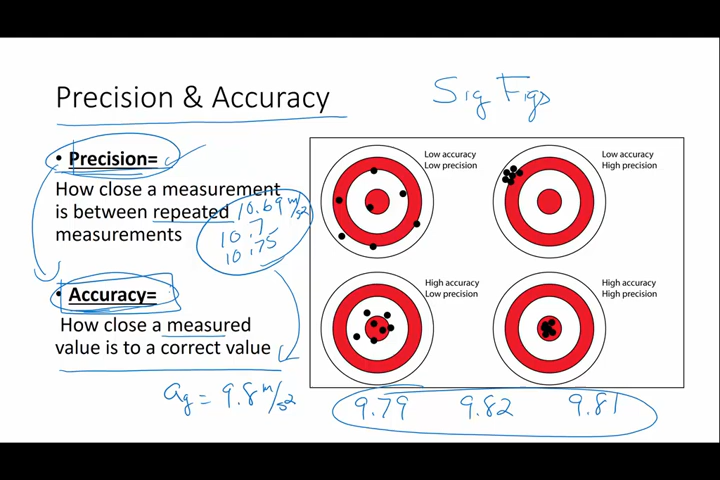 Precision & Accuracy
Sig Figs
• Precision=
How close a measurement
is between repeated
measurements
10.69 m/s2
10.7
10.75
• Accuracy=
How close a measured
value is to a correct value
ag = 9.8 m/s2
Low accuracy
Low precision
Low accuracy
High precision
High accuracy
Low precision
High accuracy
High precision
9.79 9.82 9.81